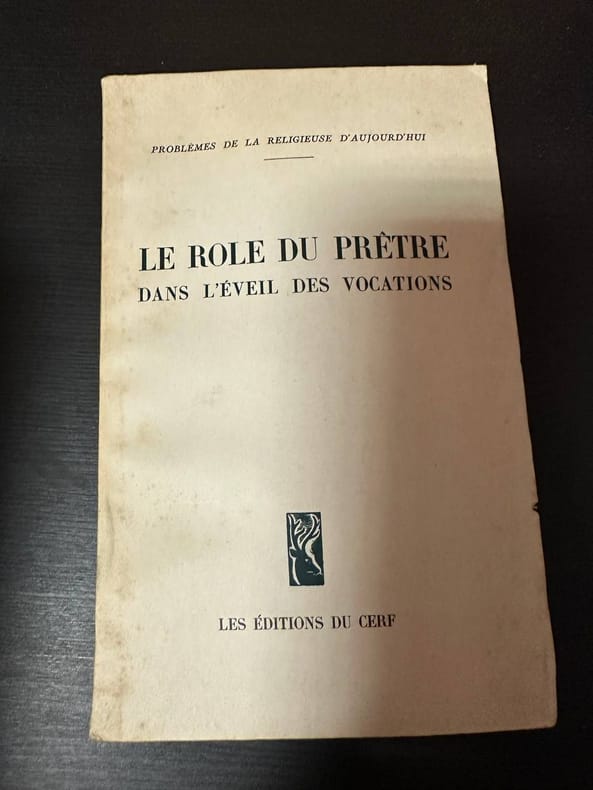 PROBLÈMES DE LA RELIGIEUSE D'AUJOURD'HUI
LE ROLE DU PRÊTRE
DANS L'ÉVEIL DES VOCATIONS
LES ÉDITIONS DU CERF